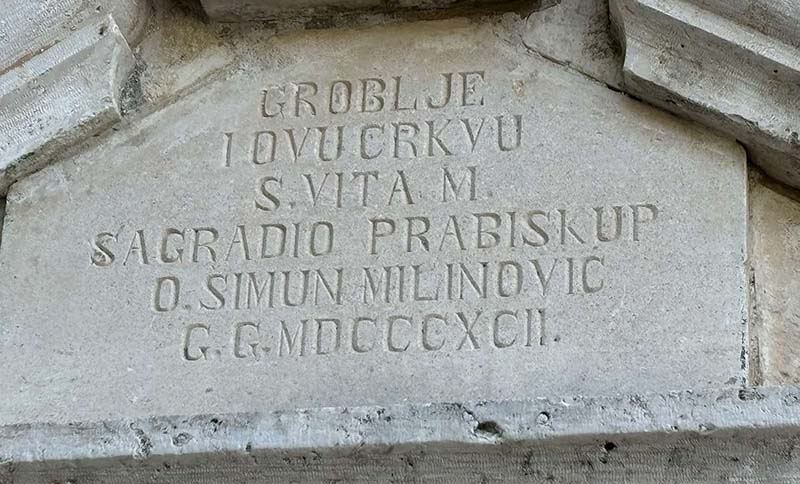 GROBLJE
I OVU CRKVU
S. VITA M.
SAGRADIO PRABISKUP
O. SIMUN MILINOVIC
G. G. MDCCCXCII.